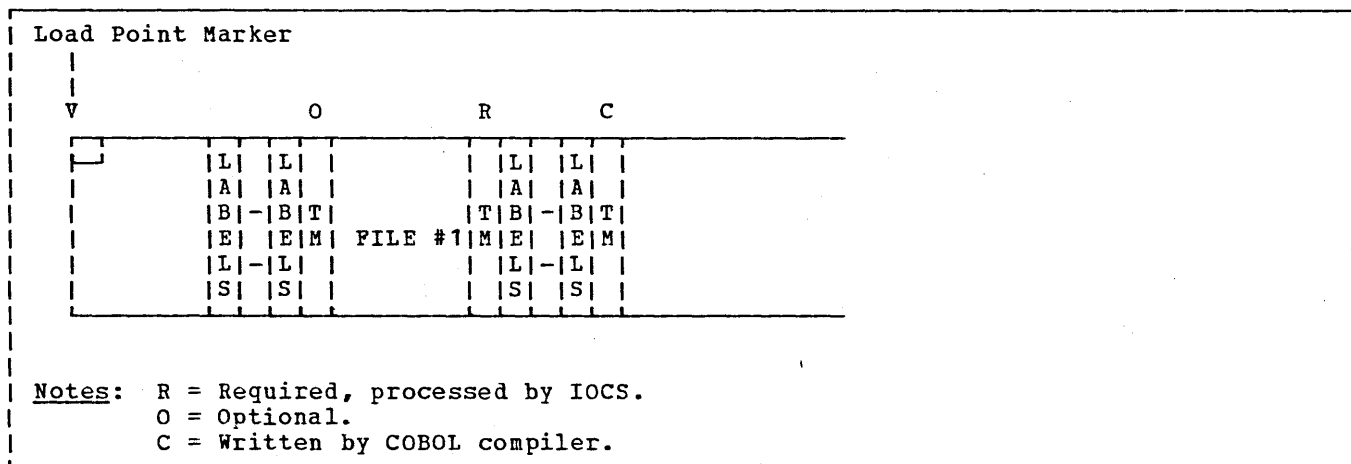 Load Point Marker
V O R C
|L| |L| | | |L| |L| |
|A| |A| | | |A| |A| |
|B|-|B|T| |T|B|-|B|T|
|E| |E|M| FILE #1|M|E| |E|M|
|L|-|L| | | |L|-|L| |
|S| |S| | | |S| |S| |
Notes: R = Required, processed by IOCS.
O = Optional.
C = Written by COBOL compiler.